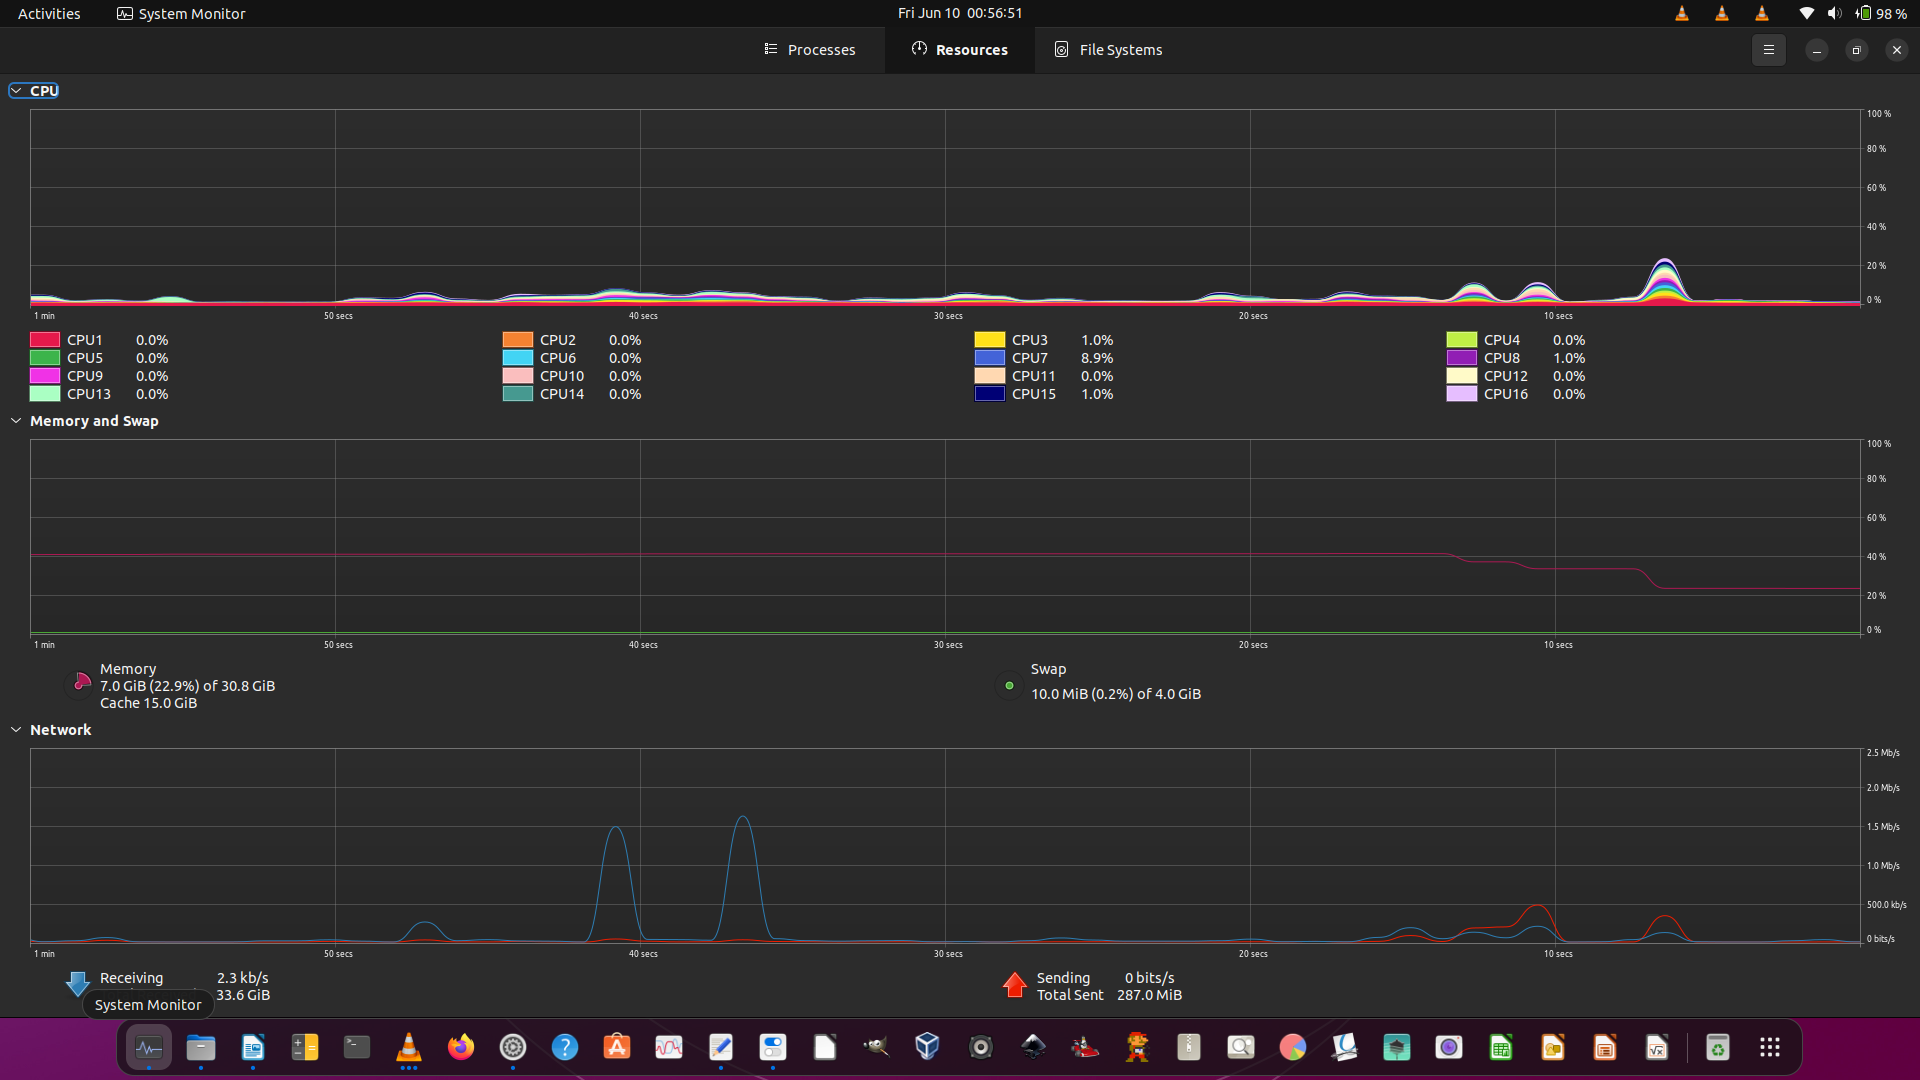 Activities System Monitor Fri Jun 10 00:56:51 98 %
Processes Resources File Systems
CPU
100 %
80 %
60 %
40 %
20 %
0 %
1 min 50 secs 40 secs 30 secs 20 secs 10 secs
CPU1 0.0% CPU2 0.0% CPU3 1.0% CPU4 0.0%
CPU5 0.0% CPU6 0.0% CPU7 8.9% CPU8 1.0%
CPU9 0.0% CPU10 0.0% CPU11 0.0% CPU12 0.0%
CPU13 0.0% CPU14 0.0% CPU15 1.0% CPU16 0.0%
Memory and Swap
100 %
80 %
60 %
40 %
20 %
0 %
1 min 50 secs 40 secs 30 secs 20 secs 10 secs
Memory Swap
7.0 GiB (22.9%) of 30.8 GiB 10.0 MiB (0.2%) of 4.0 GiB
Cache 15.0 GiB
Network
2.5 Mb/s
2.0 Mb/s
1.5 Mb/s
1.0 Mb/s
500.0 kb/s
0 bits/s
1 min 50 secs 40 secs 30 secs 20 secs 10 secs
Receiving 2.3 kb/s Sending 0 bits/s
33.6 GiB Total Sent 287.0 MiB
System Monitor